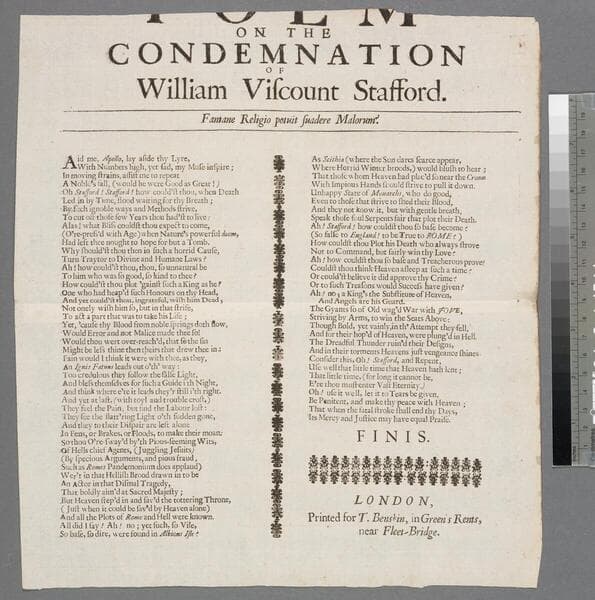 POEM
ON THE
CONDEMNATION
OF
William Viſcount Stafford.
Famane Religio potuit ſuadere Malorum?
Aid me, Apollo, lay aſide thy Lyre,
With Numbers high, yet ſad, my Muſe inſpire;
In moving ſtrains, aſſiſt me to repeat
A Noble's fall, (would he were Good as Great!)
Oh Stafford! Stafford! how could'ſt thou, when Death
Led in by Time, ſtood waiting for thy Breath;
By ſuch ignoble ways and Methods ſtrive,
To cut off thoſe few Years thou had'ſt to live:
Alas! what Bliſs could'ſt thou expect to come,
(O're-preſs'd with Age) when Nature's powerful doom,
Had left thee nought to hope for but a Tomb.
Why ſhould'ſt thou then in ſuch a horrid Cauſe,
Turn Traytor to Divine and Humane Laws?
Ah! how could'ſt thou, thou, ſo unnatural be
To him who was ſo good, ſo kind to thee?
How could'ſt thou plot 'gainſt ſuch a King as he?
One who had heap'd ſuch Honours on thy Head,
And yet could'ſt thou, ingrateful, wiſh him Dead,
Not onely wiſh him ſo, but in that ſtrife,
To act a part that was to take his Life;
Yet, 'cauſe thy Blood from noble ſprings doth flow,
Would Error and not Malice made thee ſo!
Would thou wert over-reach'd, that ſo the ſin
Might be leſs thine then theirs that drew thee in:
Fain would I think it were with thee, as they,
An Ignis Fatuus leads out o'th' way:
Too credulous they follow the falſe Light,
And bleſs themſelves for ſuch a Guide i'th Night,
And think where e're it leads they'r ſtill i'th right.
And yet at laſt, (with toyl and trouble croſt,)
They feel the Pain, but find the Labour loſt:
They ſee the flatt'ring Light o'th ſudden gone,
And they to their Diſpair are left alone
In Fens, or Brakes, or Floods, to make their moan.
So thou O're-ſway'd by'th Pious-ſeeming Wits,
Of Hells chief Agents, (Juggling Jeſuits)
(By ſpecious Arguments, and pious fraud,
Such as Romes Pandemonium does applaud)
Wer't in that Helliſh Brood drawn in to be
An Actor in that Diſmal Tragedy,
That boldly aim'd at Sacred Majeſty;
But Heaven ſtep'd in and ſav'd the tottering Throne,
(Juſt when it could be ſav'd by Heaven alone)
And all the Plots of Rome and Hell were known.
All did I ſay? Ah! no; yet ſuch, ſo Vile,
So baſe, ſo dire, were found in Albions Iſle?
As Scithia (where the Sun dares ſcarce appear,
Where Horrid Winter broods,) would bluſh to hear;
That thoſe whom Heaven had plac'd ſo near the Crown
With Impious Hands ſhould ſtrive to pull it down.
Unhappy State of Monarchs, who do good,
Even to thoſe that ſtrive to ſhed their Blood,
And they not know it, but with gentle breath,
Speak thoſe foul Serpents fair that plot their Death.
Ah! Stafford! how could'ſt thou ſo baſe become?
So falſe to England! to be True to ROME?)
How could'ſt thou Plot his Death who always ſtrove
Not to Command, but fairly win thy Love?
Ah! how could'ſt thou ſo baſe and Treacherous prove?
Could'ſt thou think Heaven aſleep at ſuch a time?
Or could'ſt believe it did approve thy Crime?
Or to ſuch Treaſons would Succeſs have given?
Ah! no; a King's the Subſtitute of Heaven,
And Angels are his Guard.
The Gyants ſo of Old wag'd War with JOVE,
Striving by Arms, to win the Seats Above:
Though Bold, yet vainly, in th' Attempt they fell,
And for their hop'd of Heaven, were plung'd in Hell.
The Dreadful Thunder ruin'd their Deſigns,
And in their torments Heavens juſt vengeance ſhines.
Conſider this, Oh! Stafford, and Repent,
Uſe well that little time that Heaven hath lent;
That little time, (for long it cannot be,
E're thou muſt enter Vaſt Eternity,)
Oh! uſe it well, let it to Tears be given,
Be Penitent, and make thy peace with Heaven;
That when the fatal ſtroke ſhall end thy Days,
Its Mercy and Juſtice may have equal Praiſe.
FINIS.
LONDON,
Printed for T. Benskin, in Green's Rents,
near Fleet-Bridge.